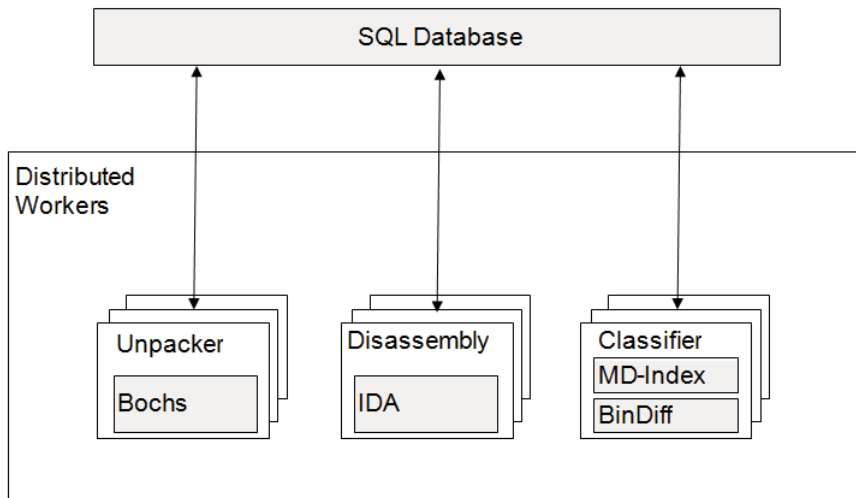 SQL Database
Distributed
Workers
Unpacker
Bochs
Disassembly
IDA
Classifier
MD-Index
BinDiff